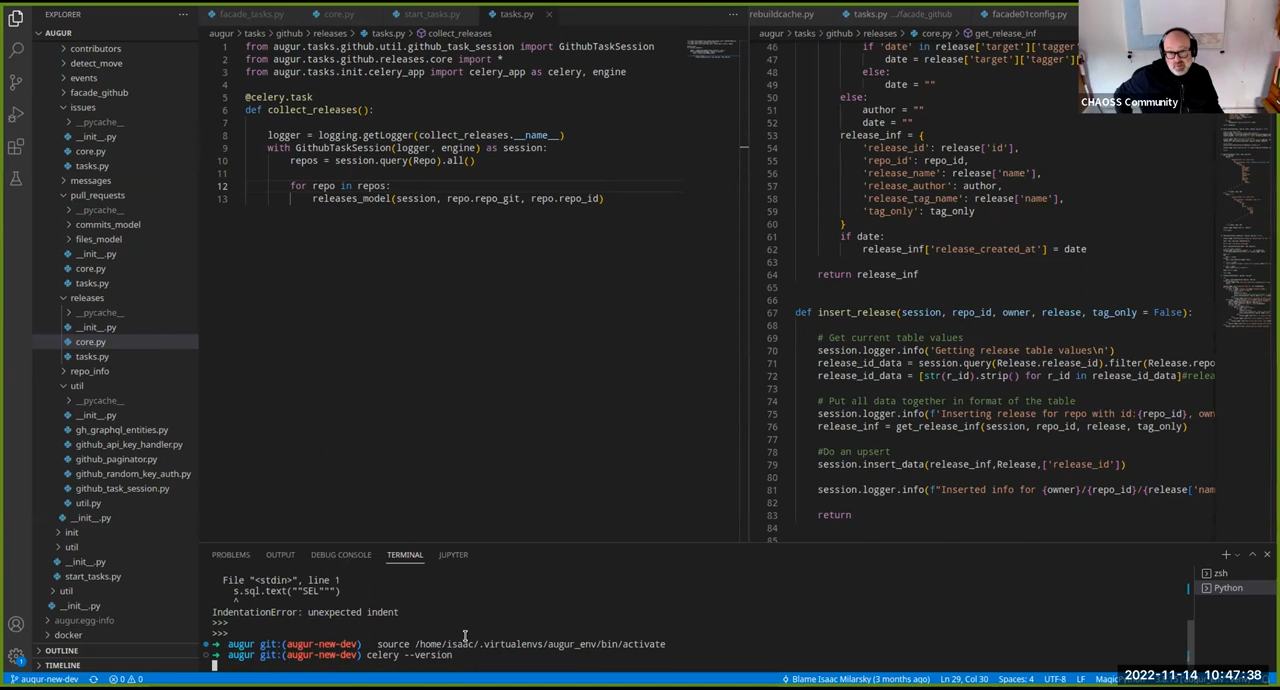 EXPLORER
AUGUR
contributors
detect_move
events
facade_github
issues
__pycache__
__init__.py
core.py
tasks.py
messages
pull_requests
__pycache__
commits_model
files_model
__init__.py
core.py
tasks.py
releases
__pycache__
__init__.py
core.py
tasks.py
repo_info
util
__pycache__
__init__.py
gh_graphql_entities.py
github_api_key_handler.py
github_paginator.py
github_random_key_auth.py
github_task_session.py
util.py
__init__.py
init
util
__init__.py
start_tasks.py
util
__init__.py
augur.egg-info
docker
OUTLINE
TIMELINE
facade_tasks.py core.py start_tasks.py tasks.py
augur > tasks > github > releases > tasks.py > collect_releases
1 from augur.tasks.github.util.github_task_session import GithubTaskSession
2 from augur.tasks.github.releases.core import *
3 from augur.tasks.init.celery_app import celery_app as celery, engine
4
5 @celery.task
6 def collect_releases():
7
8 logger = logging.getLogger(collect_releases.__name__)
9 with GithubTaskSession(logger, engine) as session:
10 repos = session.query(Repo).all()
11
12 for repo in repos:
13 releases_model(session, repo.repo_git, repo.repo_id)
rebuildcache.py tasks.py .../facade_github facade01config.py
augur > tasks > github > releases > core.py > get_release_inf
46 if 'date' in release['target']['tagger
47 date = release['target']['tagger
48 else:
49 date = ""
50 else:
51 author = ""
52 date = ""
53 release_inf = {
54 'release_id': release['id'],
55 'repo_id': repo_id,
56 'release_name': release['name'],
57 'release_author': author,
58 'release_tag_name': release['name'],
59 'tag_only': tag_only
60 }
61 if date:
62 release_inf['release_created_at'] = date
63
64 return release_inf
65
66
67 def insert_release(session, repo_id, owner, release, tag_only = False):
68
69 # Get current table values
70 session.logger.info('Getting release table values\n')
71 release_id_data = session.query(Release.release_id).filter(Release.repo
72 release_id_data = [str(r_id).strip() for r_id in release_id_data]#relea
73
74 # Put all data together in format of the table
75 session.logger.info(f'Inserting release for repo with id:{repo_id}, own
76 release_inf = get_release_inf(session, repo_id, release, tag_only)
77
78 #Do an upsert
79 session.insert_data(release_inf,Release,['release_id'])
80
81 session.logger.info(f"Inserted info for {owner}/{repo_id}/{release['nam
82
83 return
84
85
CHAOSS Community
PROBLEMS OUTPUT DEBUG CONSOLE TERMINAL JUPYTER
File "<stdin>", line 1
s.sql.text(""SEL""")
^
IndentationError: unexpected indent
>>>
>>>
➜ augur git:(augur-new-dev) source /home/isaac/.virtualenvs/augur_env/bin/activate
➜ augur git:(augur-new-dev) celery --version
zsh
Python
augur-new-dev 0 0 Blame Isaac Milarsky (3 months ago) Ln 29, Col 30 Spaces: 4 UTF-8 LF
2022-11-14 10:47:38